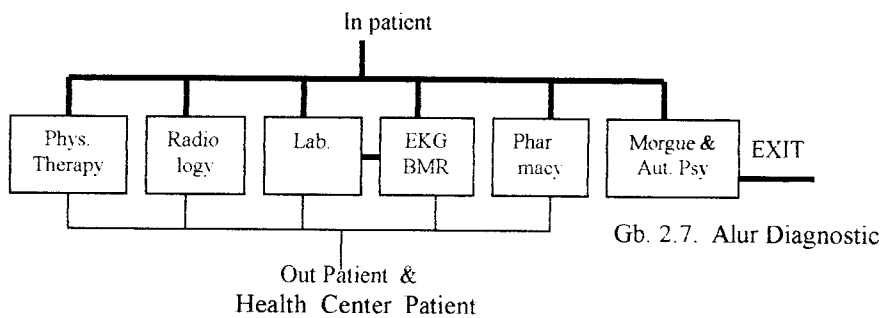 In patient
Phys.
Therapy
Radio
logy
Lab.
EKG
BMR
Phar
macy
Morgue &
Aut. Psy
EXIT
Gb. 2.7. Alur Diagnostic
Out Patient &
Health Center Patient